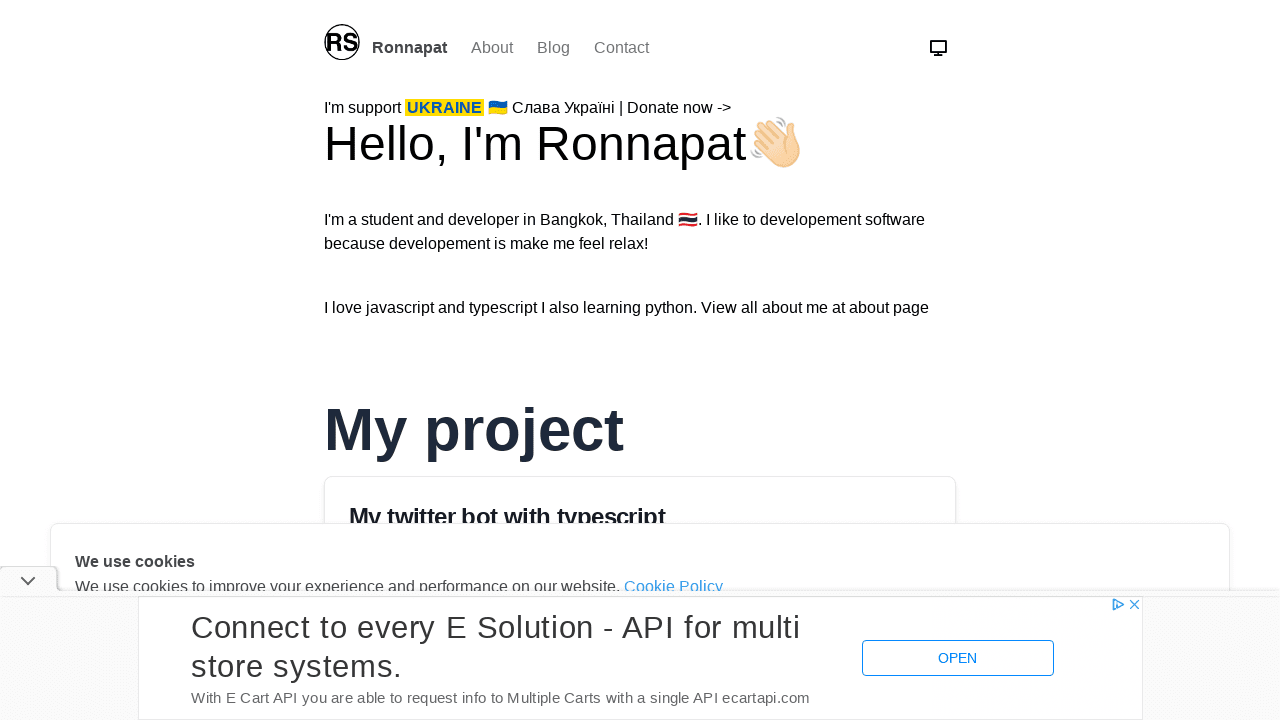 RS Ronnapat About Blog Contact
I'm support UKRAINE 🇺🇦 Слава Україні | Donate now ->
Hello, I'm Ronnapat👋🏻
I'm a student and developer in Bangkok, Thailand 🇹🇭. I like to developement software
because developement is make me feel relax!
I love javascript and typescript I also learning python. View all about me at about page
My project
My twitter bot with typescript
We use cookies
We use cookies to improve your experience and performance on our website. Cookie Policy
Connect to every E Solution - API for multi
store systems.
OPEN
With E Cart API you are able to request info to Multiple Carts with a single API ecartapi.com